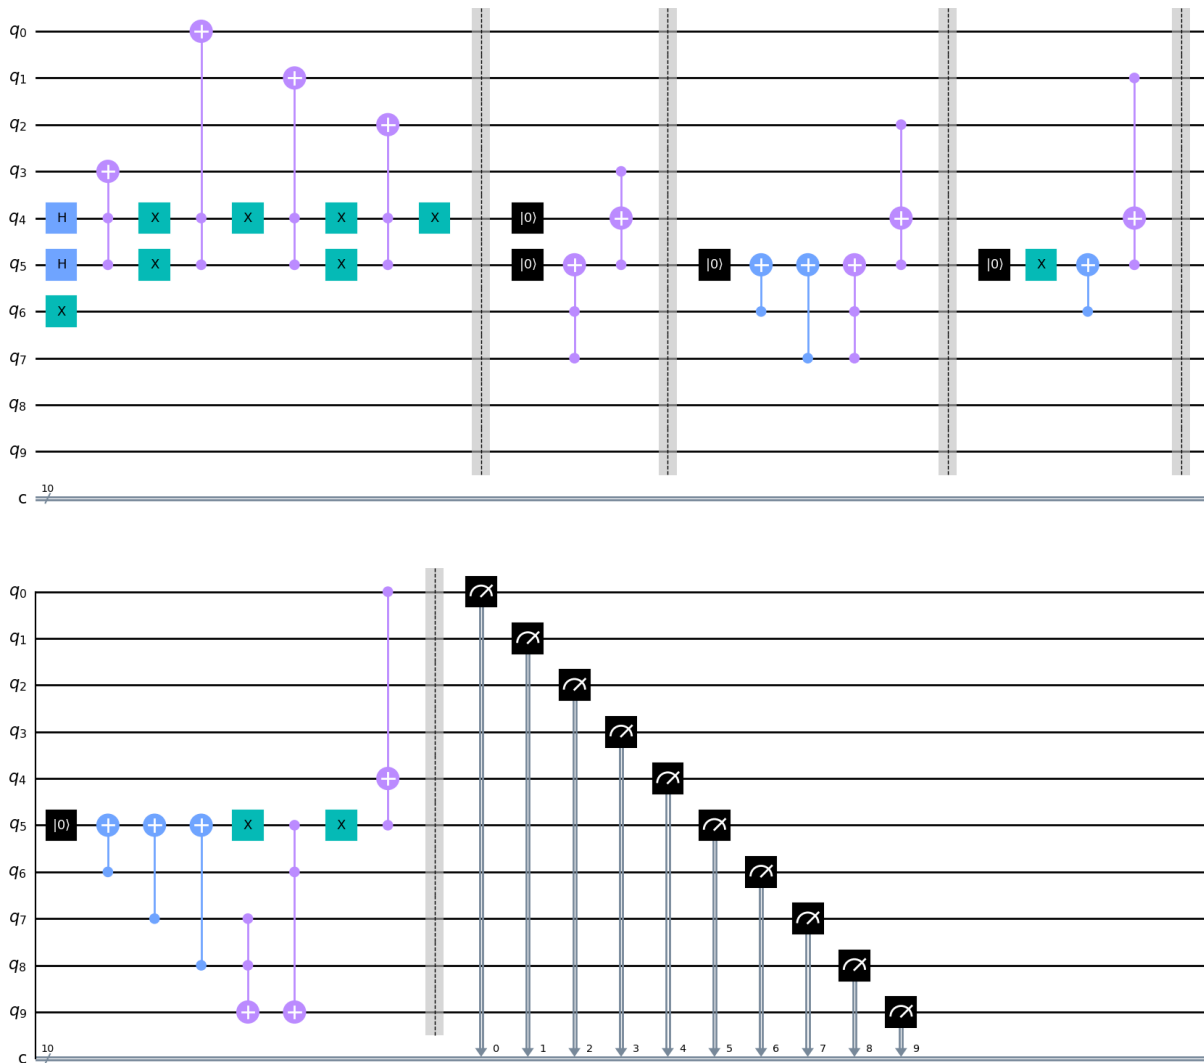 q0
q1
q2
q3
q4 H X X X X |0⟩
q5 H X X |0⟩ |0⟩ |0⟩ X
q6 X
q7
q8
q9
c 10
q0
q1
q2
q3
q4
q5 |0⟩ X X
q6
q7
q8
q9
c 10 0 1 2 3 4 5 6 7 8 9